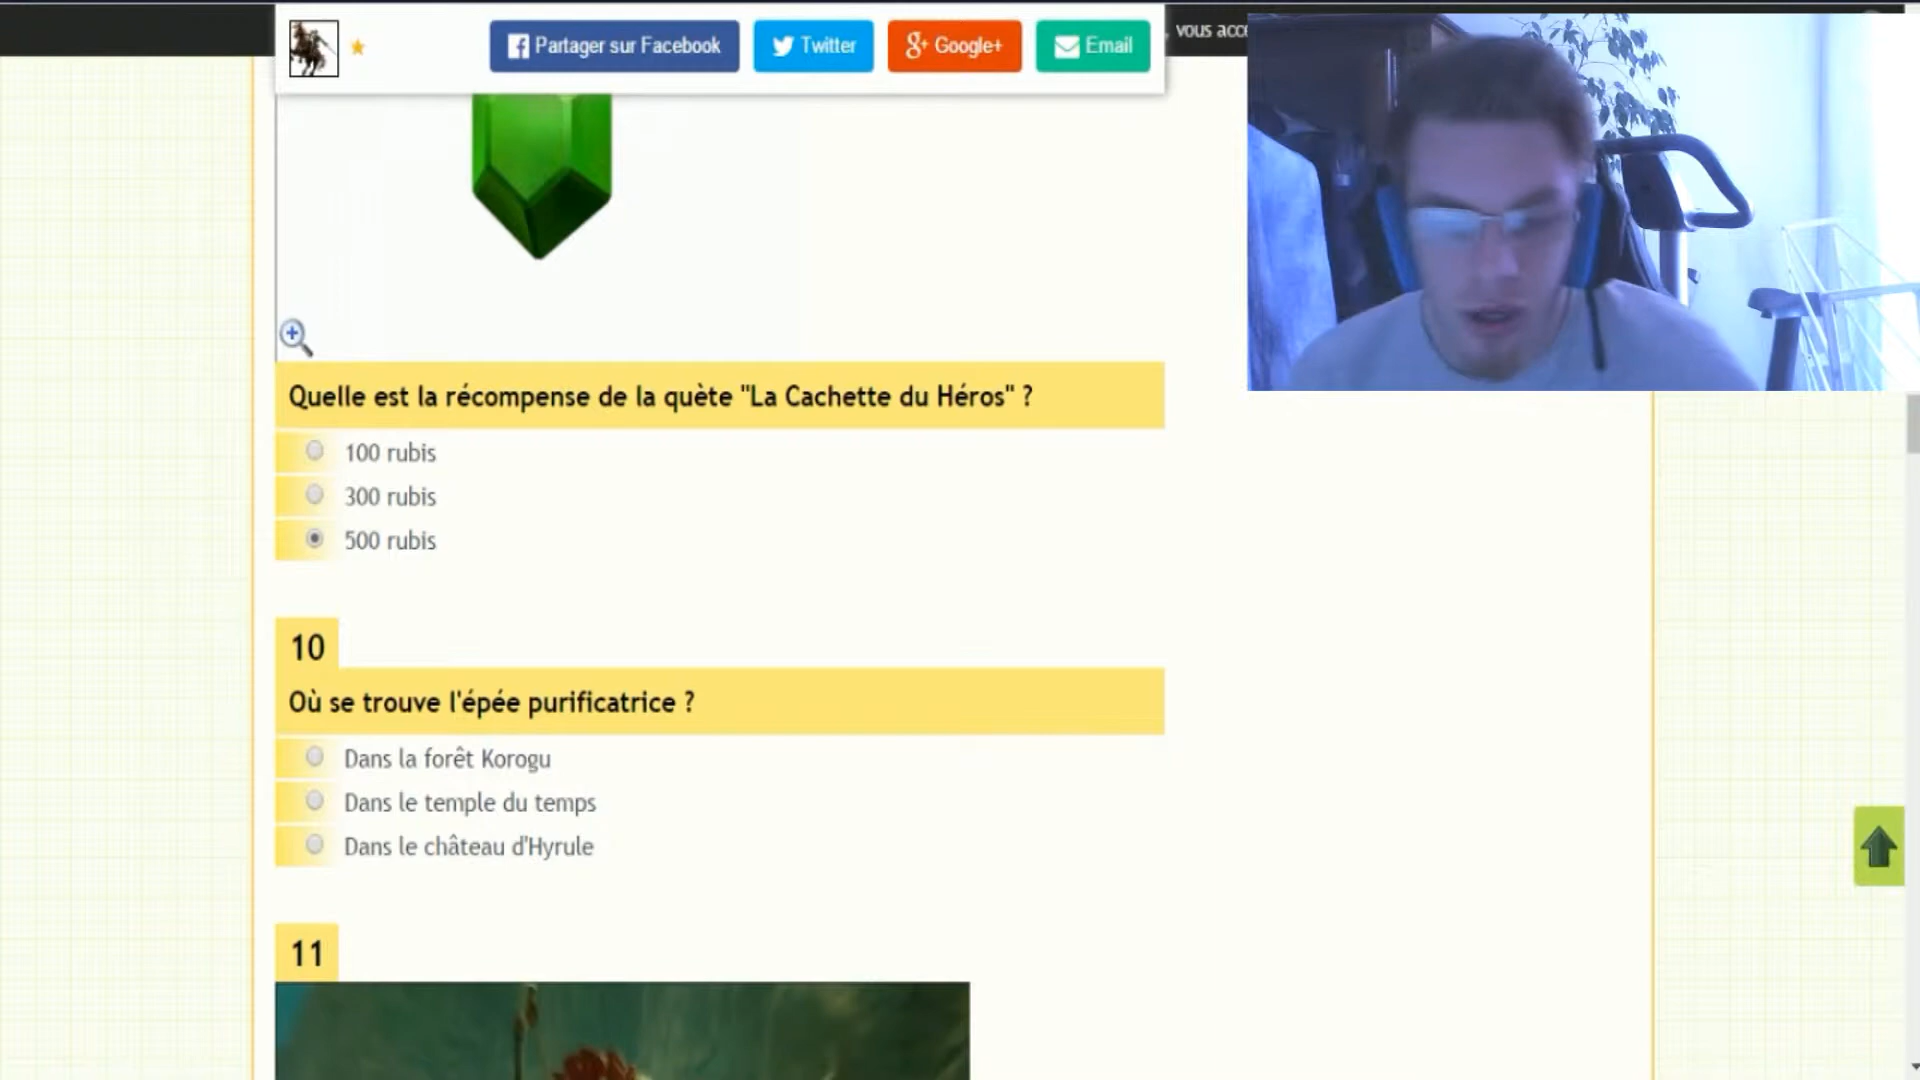 Partager sur Facebook
Twitter
g+ Google+
Email
, vous acc
Quelle est la récompense de la quète "La Cachette du Héros" ?
100 rubis
300 rubis
500 rubis
10
Où se trouve l'épée purificatrice ?
Dans la forêt Korogu
Dans le temple du temps
Dans le château d'Hyrule
11